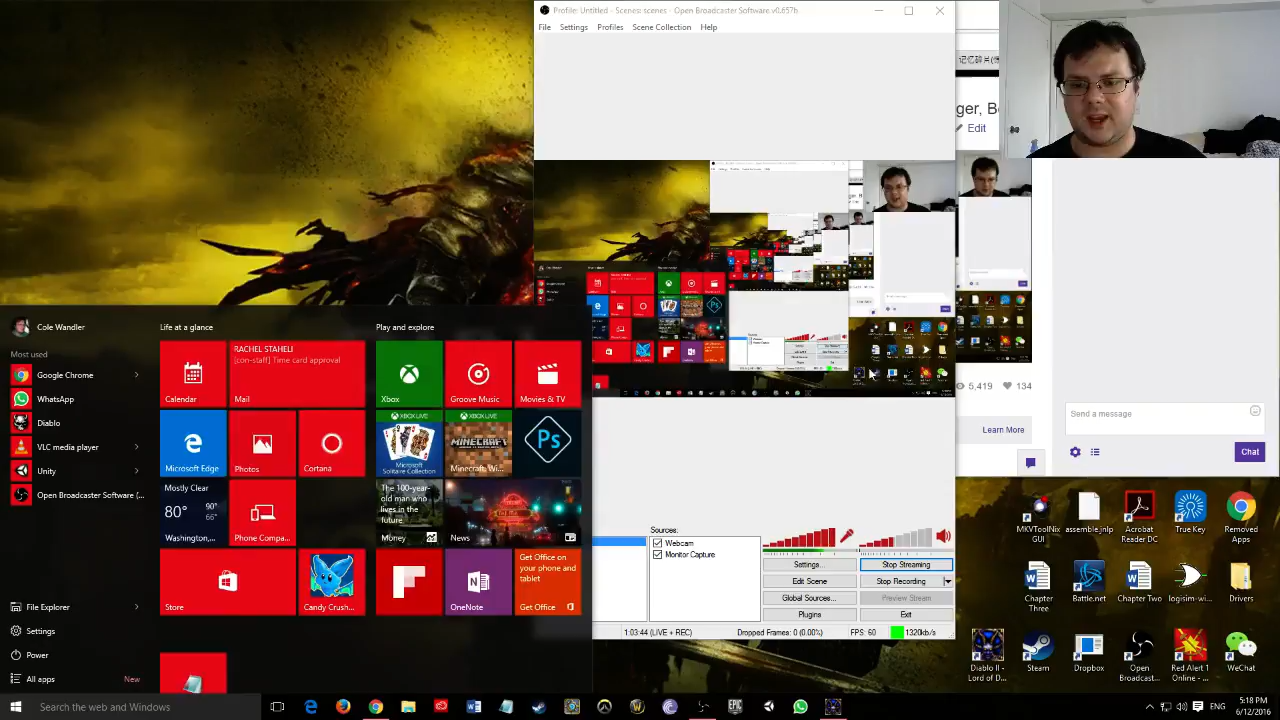 Profile: Untitled - Scenes: scenes - Open Broadcaster Software v0.657b
File Settings Profiles Scene Collection Help
ger, B
Edit
Cole Wandler
Most used
Google Chrome
WhatsApp
Diablo
VLC media player
Unity
Open Broadcaster Software (...
File Explorer
Settings
Power
All apps
New
Life at a glance
Calendar
RACHEL STAHELI
[con-staff] Time card approval
Mail
Microsoft Edge
Photos
Cortana
Mostly Clear
80° 90° 66°
Washington,...
Phone Compa...
Store
Candy Crush...
Play and explore
Xbox
Groove Music
Movies & TV
XBOX LIVE
Microsoft Solitaire Collection
XBOX LIVE
Minecraft: Wi...
Ps
The 100-year-old man who lives in the future
Money
News
OneNote
Get Office on your phone and tablet
Get Office
Sources:
Webcam
Monitor Capture
Settings...
Stop Streaming
Edit Scene
Stop Recording
Global Sources...
Preview Stream
Plugins
Exit
1:03:44 (LIVE + REC)
Dropped Frames: 0 (0.00%)
FPS: 60
1320kb/s
5,419 134
Learn More
Send a message
Chat
MKVToolNix GUI
assemble.jnlp
Acrobat Reader DC
True Key
Removed Apps
Chapter Three
Battle.net
Chapter Two
logisim-wi...
Drivers
Diablo II - Lord of D...
Steam
Dropbox
Open Broadcast...
Red Alert 1 Online - ...
WeChat
Search the web and Windows
ENG
5:18 PM
6/12/2016